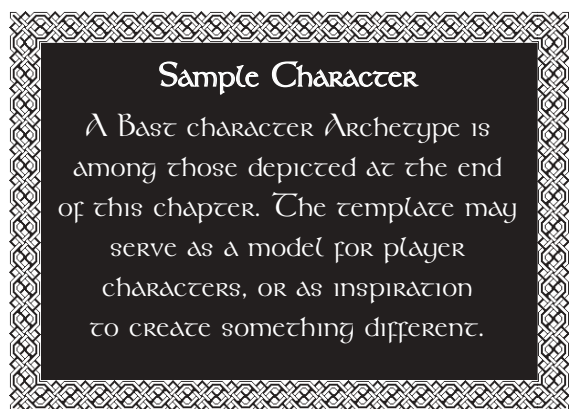 Sample Character
A Bast character Archetype is
among those depicted at the end
of this chapter. The template may
serve as a model for player
characters, or as inspiration
to create something different.